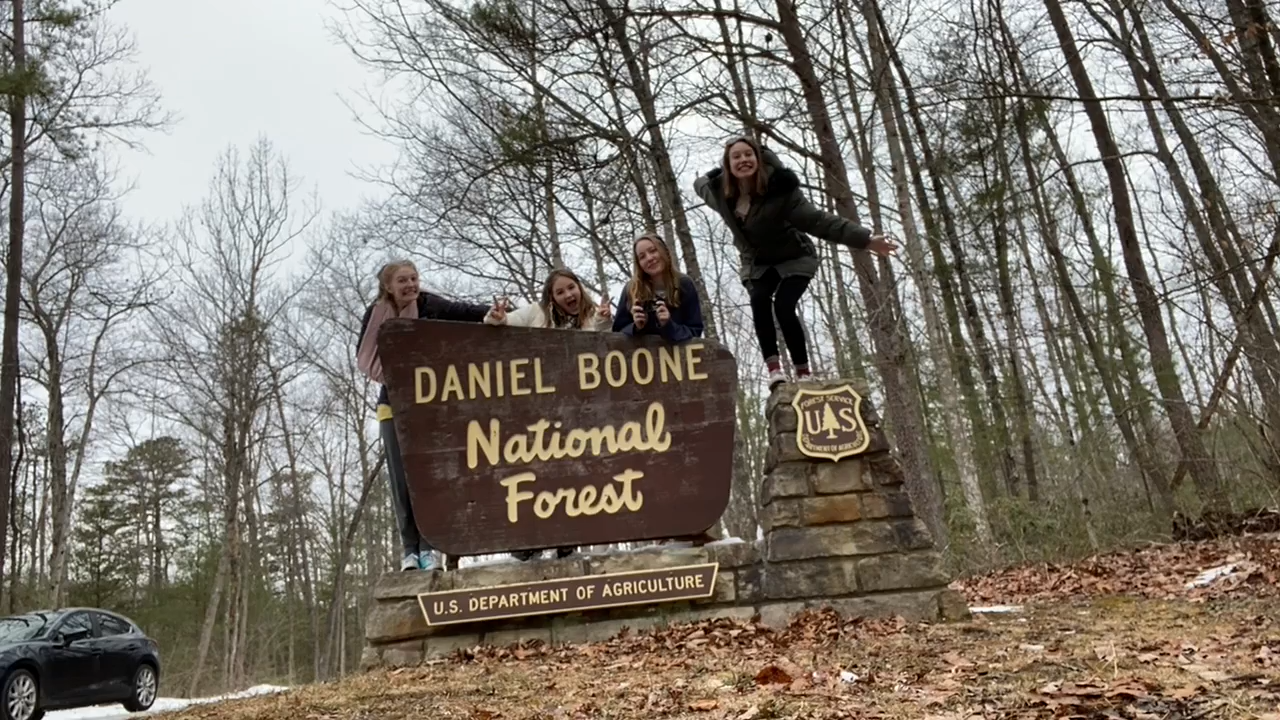 DANIEL BOONE
National
Forest
FOREST SERVICE
U S
DEPARTMENT OF AGRICULTURE
U.S. DEPARTMENT OF AGRICULTURE